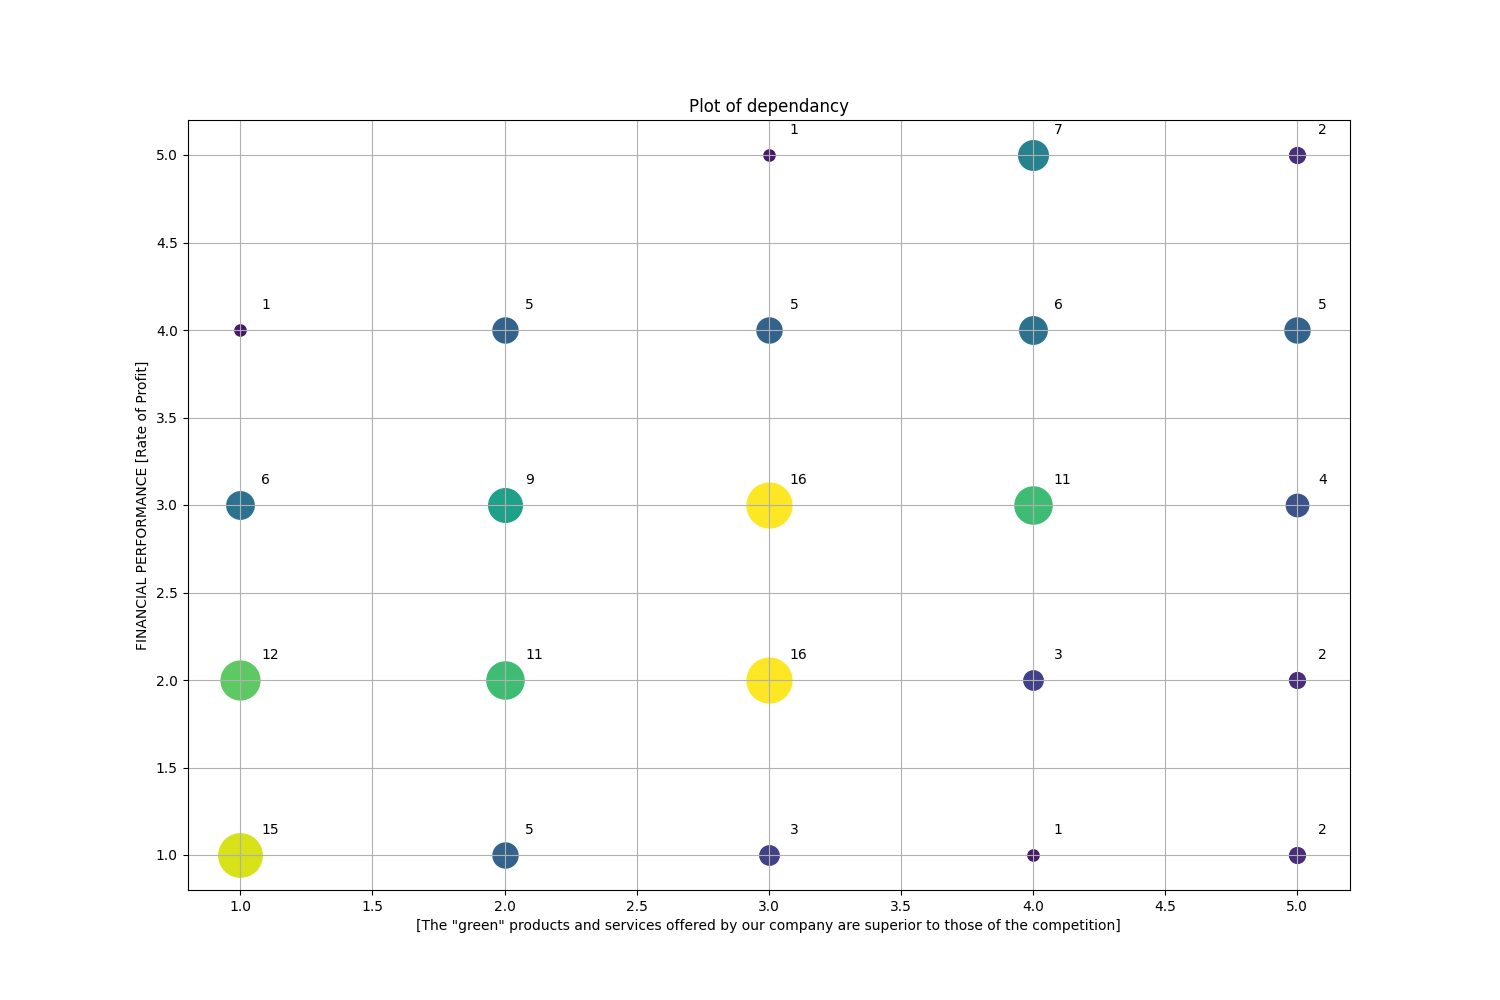 Plot of dependancy
1 7 2
5.0
4.5
1 5 5 6 5
4.0
3.5
6 9 16 11 4
3.0
2.5
12 11 16 3 2
2.0
1.5
15 5 3 1 2
1.0
FINANCIAL PERFORMANCE [Rate of Profit]
1.0 1.5 2.0 2.5 3.0 3.5 4.0 4.5 5.0
[The "green" products and services offered by our company are superior to those of the competition]